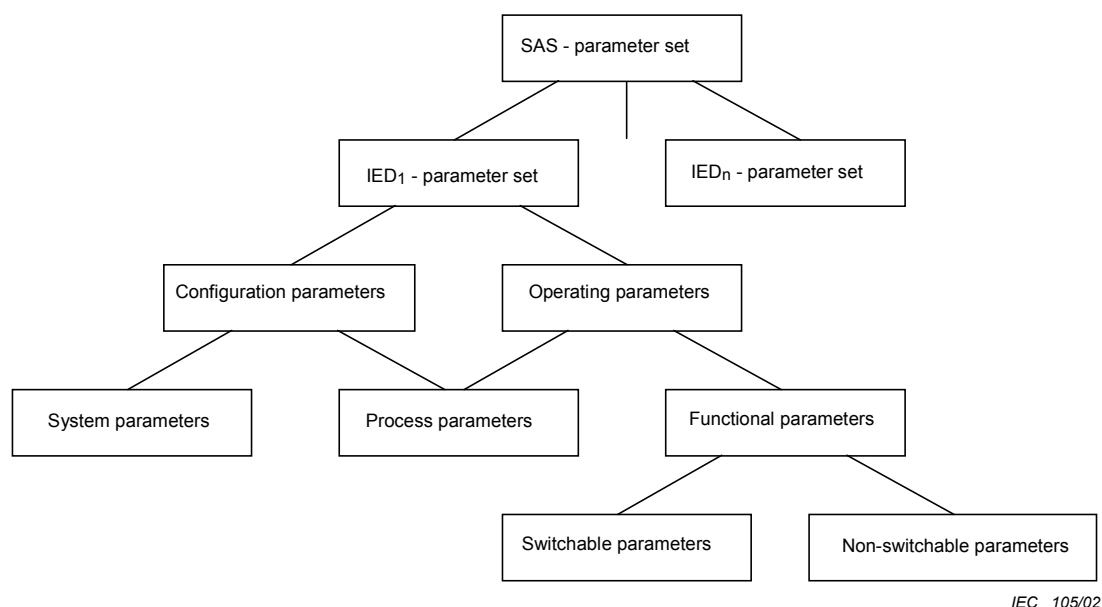 SAS - parameter set
IED1 - parameter set
IEDn - parameter set
Configuration parameters
Operating parameters
System parameters
Process parameters
Functional parameters
Switchable parameters
Non-switchable parameters
IEC 105/02